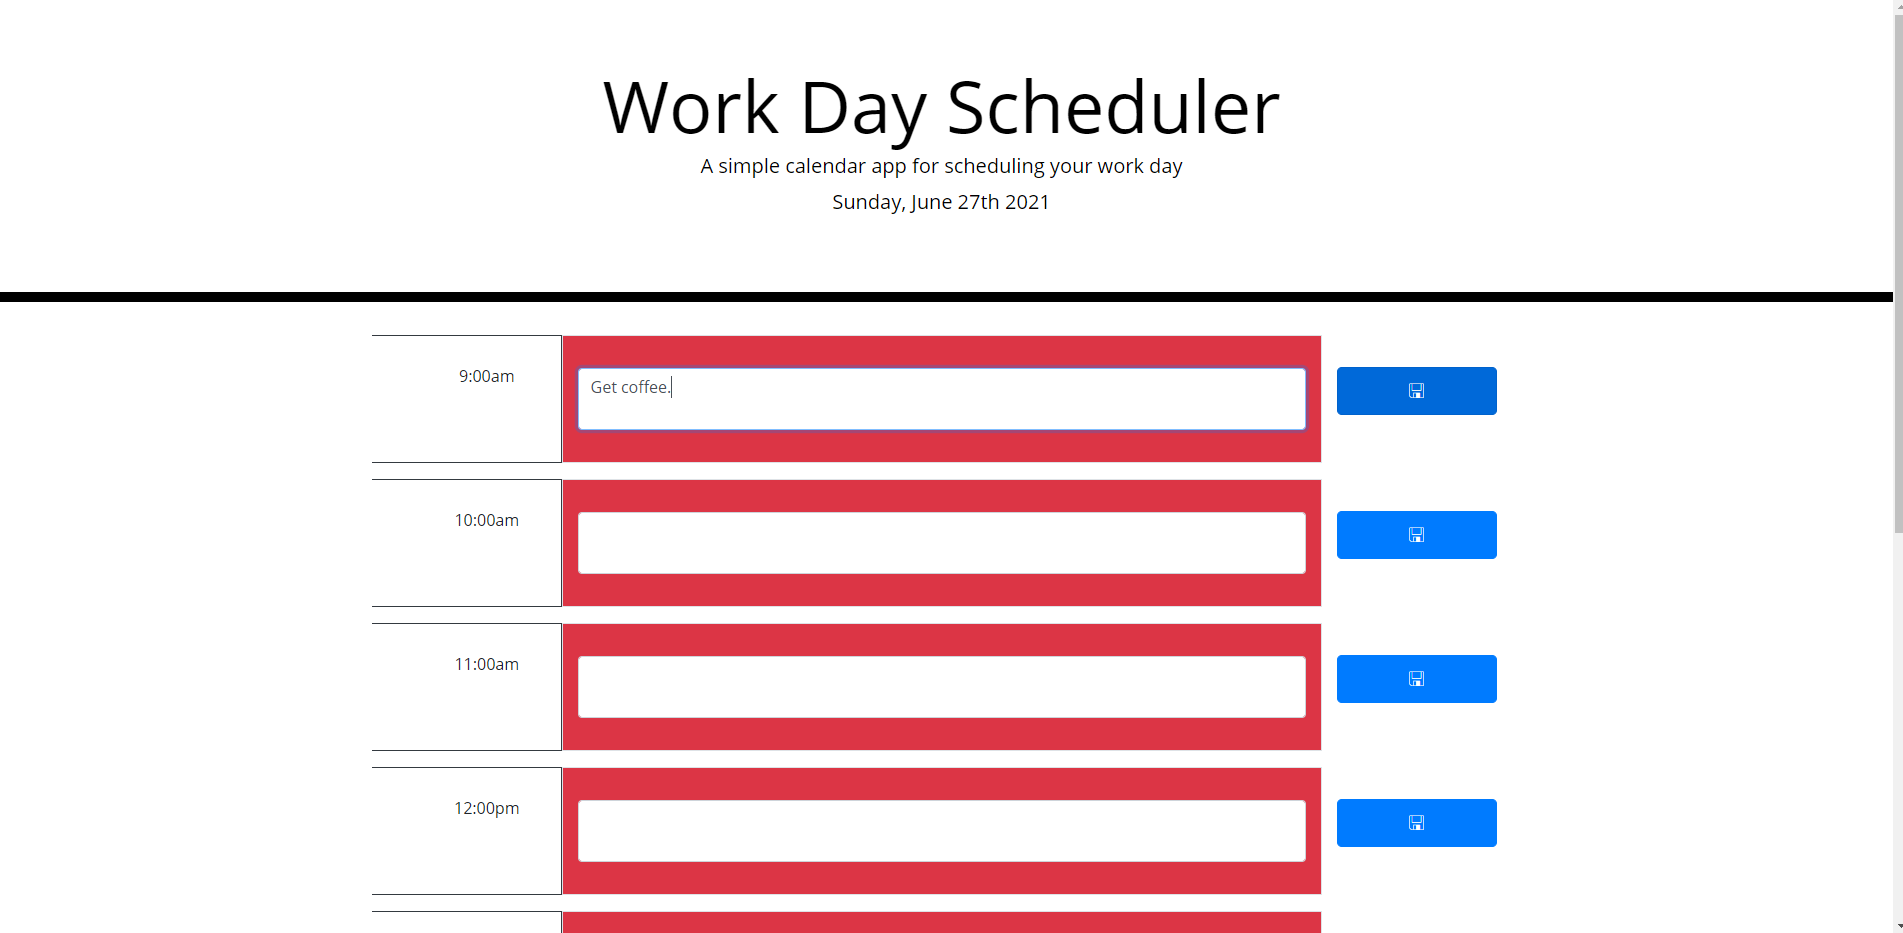 Work Day Scheduler
A simple calendar app for scheduling your work day
Sunday, June 27th 2021
9:00am
Get coffee.
10:00am
11:00am
12:00pm